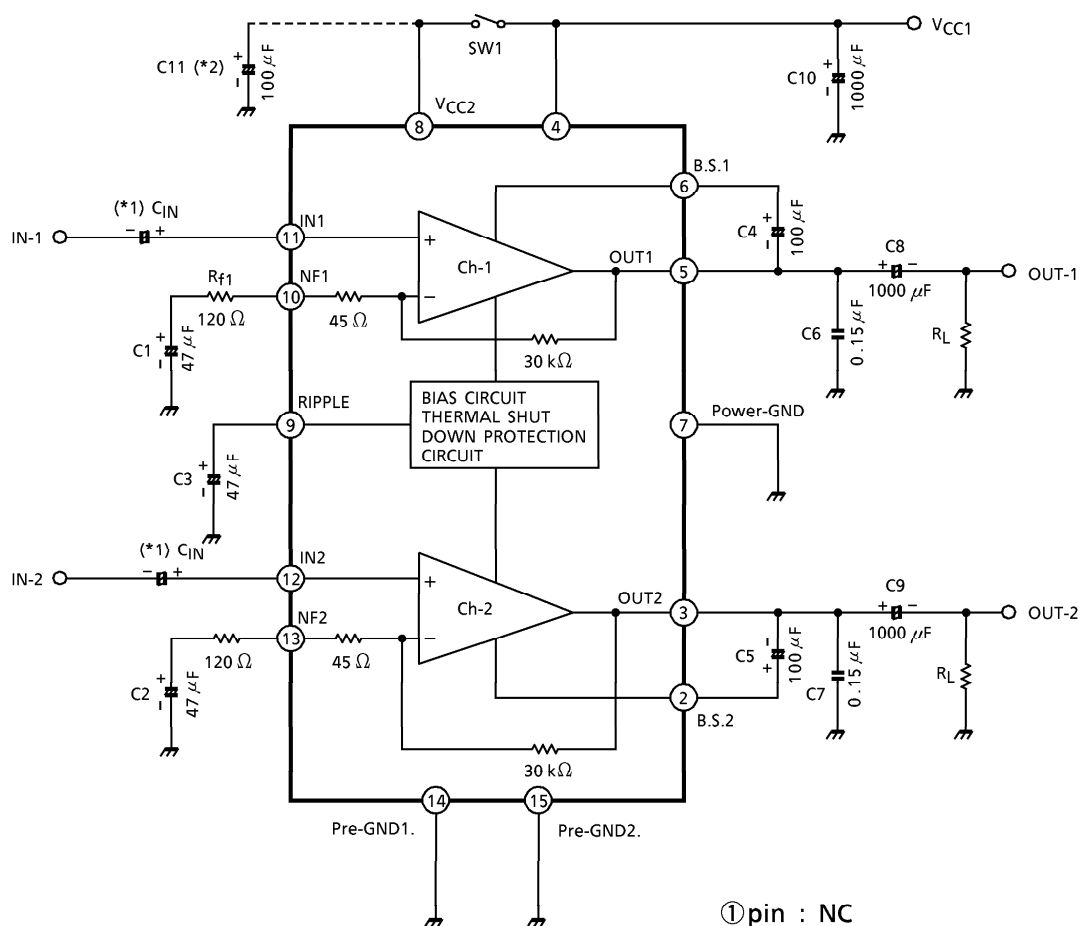 VCC1
SW1
C11 (*2)
+
-
100 μF
C10
+
-
1000 μF
VCC2
8
4
B.S.1
6
(*1) CIN
- +
IN-1
IN1
11
+
Ch-1
C4
+
-
100 μF
OUT1
5
C8
+ -
1000 μF
OUT-1
Rf1
NF1
10
-
120 Ω
45 Ω
30 kΩ
C1
+
-
47 μF
C6
0.15 μF
RL
RIPPLE
9
BIAS CIRCUIT
THERMAL SHUT
DOWN PROTECTION
CIRCUIT
Power-GND
7
C3
+
-
47 μF
(*1) CIN
- +
IN-2
IN2
12
+
Ch-2
OUT2
3
C9
+ -
1000 μF
OUT-2
NF2
13
-
120 Ω
45 Ω
C2
+
-
47 μF
C5
-
+
100 μF
C7
0.15 μF
RL
2
B.S.2
30 kΩ
14
15
Pre-GND1.
Pre-GND2.
①pin : NC